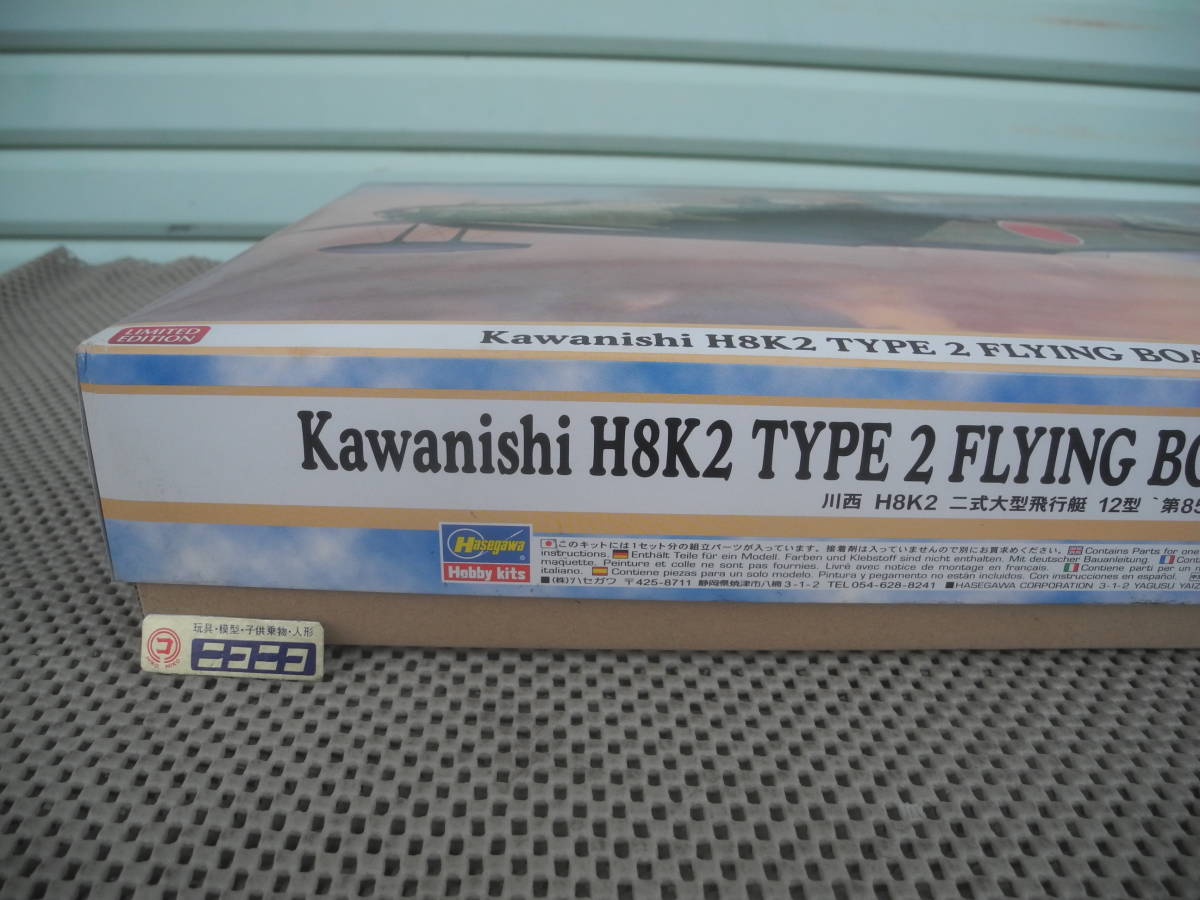 LIMITED
EDITION
Kawanishi H8K2 TYPE 2 FLYING BOA
Kawanishi H8K2 TYPE 2 FLYING BO
川西 H8K2 二式大型飛行艇 12型 `第85
Hasegawa
Hobby kits
このキットには1セット分の組立パーツが入っています。接着剤は入っていませんので別にお買求めください。 Contains Parts for one
instructions. Enthält Teile für ein Modell. Farben und Klebstoff sind nicht enthalten. Mit deutscher Bauanleitung. Cont
maquette. Peinture et colle ne sont pas fournies. Livré avec notice de montage en français. Contiene parti per un m
italiano. Contiene piezas para un solo modelo. Pintura y pegamento no están incluidos. Con instrucciones en español.
■(株)ハセガワ 〒425-8711 静岡県焼津市八楠3-1-2 TEL054-628-8241 ■HASEGAWA CORPORATION 3-1-2 YAGUSU YAIZ
玩具・模型・子供乗物・人形
コ
NIKO NIKO
ニコニコ